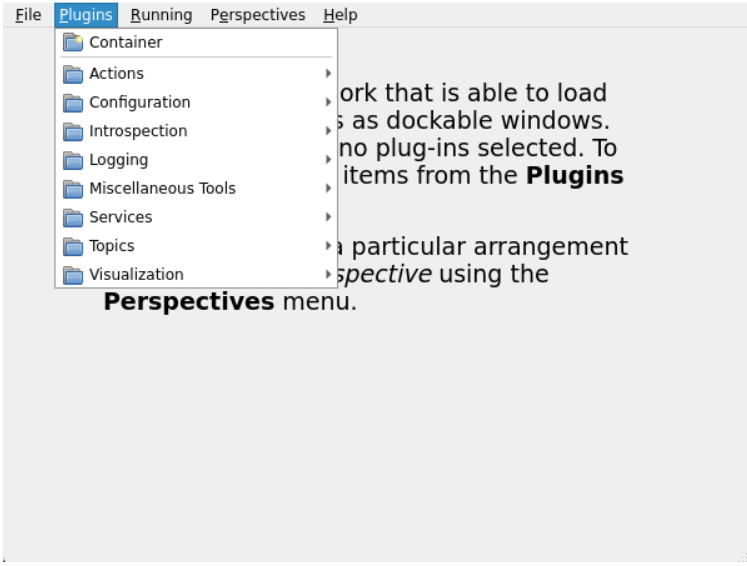 File Plugins Running Perspectives Help
Container
Actions
Configuration
Introspection
Logging
Miscellaneous Tools
Services
Topics
Visualization
ork that is able to load
s as dockable windows.
no plug-ins selected. To
items from the Plugins
a particular arrangement
spective using the
Perspectives menu.